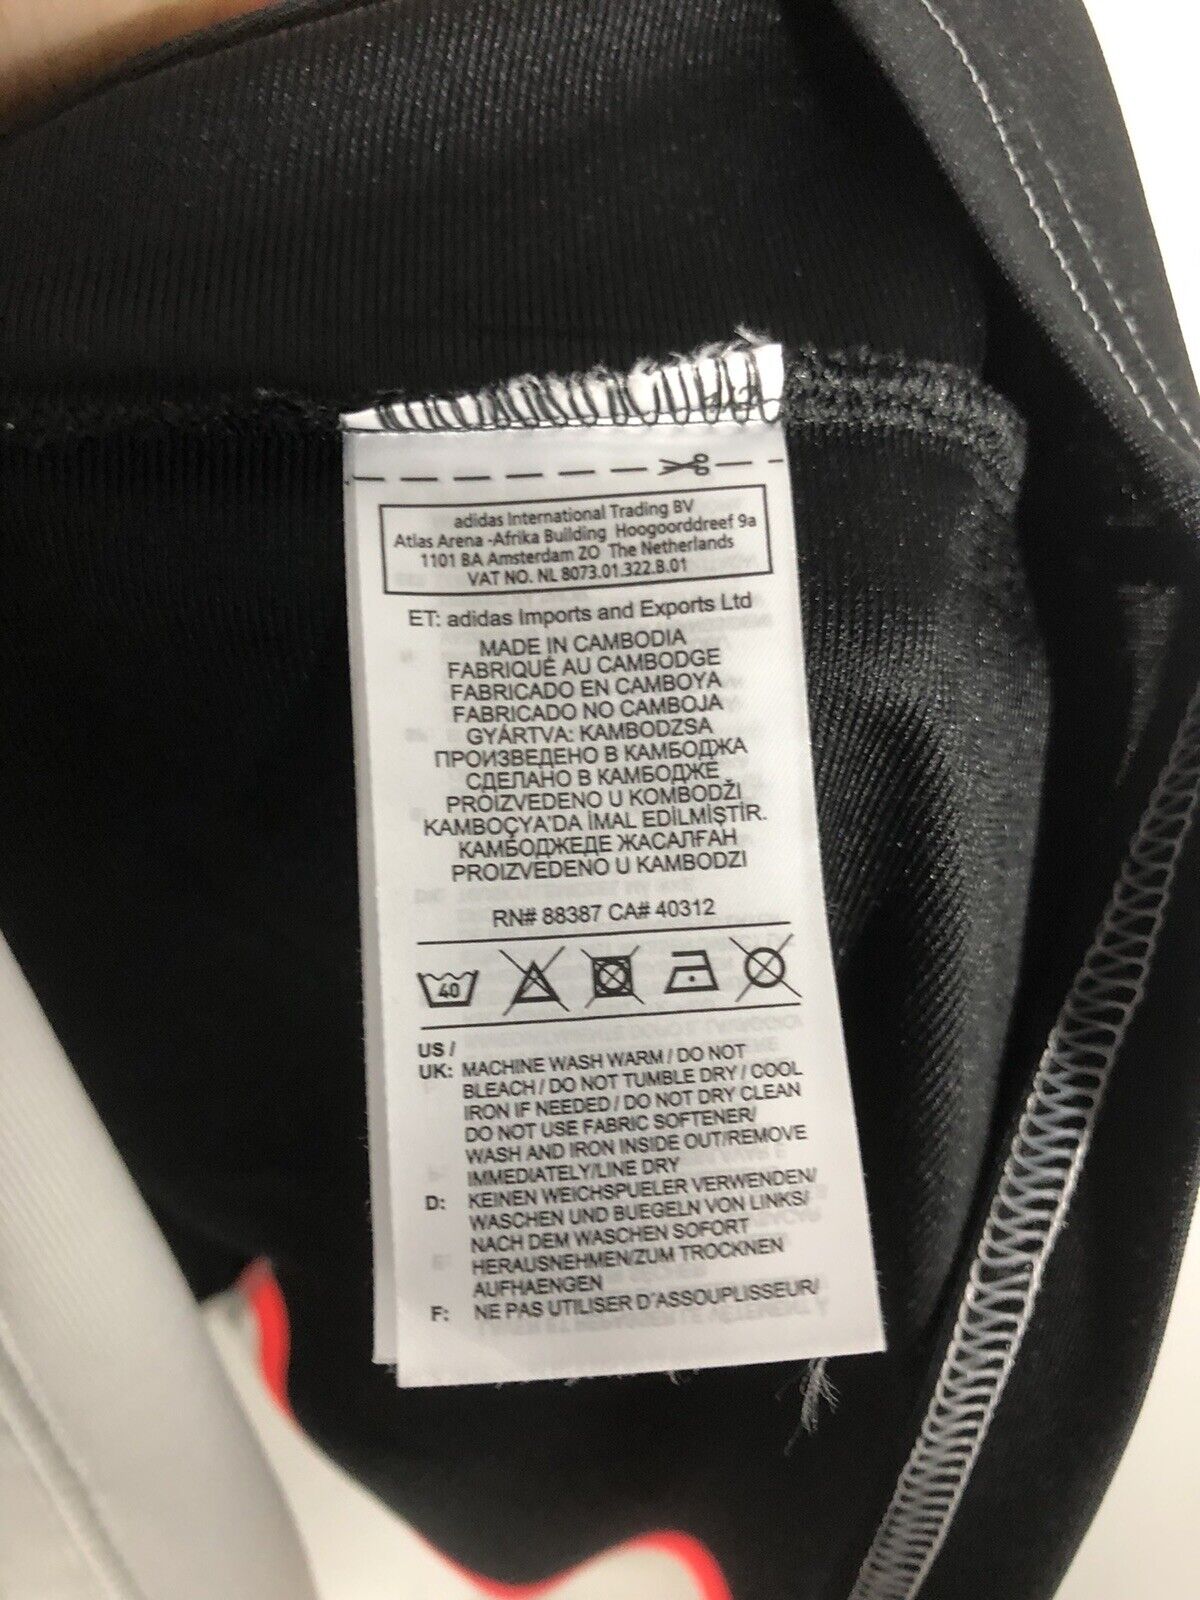 adidas International Trading BV
Atlas Arena -Afrika Building Hoogoorddreef 9a
1101 BA Amsterdam ZO The Netherlands
VAT NO. NL 8073.01.322.B.01
ET: adidas Imports and Exports Ltd
MADE IN CAMBODIA
FABRIQUÉ AU CAMBODGE
FABRICADO EN CAMBOYA
FABRICADO NO CAMBOJA
GYÁRTVA: KAMBODZSA
ПРОИЗВЕДЕНО В КАМБОДЖА
СДЕЛАНО В КАМБОДЖЕ
PROIZVEDENO U KOMBODŽI
KAMBOÇYA'DA İMAL EDİLMİŞTİR.
КАМБОДЖЕДЕ ЖАСАЛҒАН
PROIZVEDENO U KAMBODZI
RN# 88387 CA# 40312
40
US /
UK: MACHINE WASH WARM / DO NOT
BLEACH / DO NOT TUMBLE DRY / COOL
IRON IF NEEDED / DO NOT DRY CLEAN
DO NOT USE FABRIC SOFTENER/
WASH AND IRON INSIDE OUT/REMOVE
IMMEDIATELY/LINE DRY
D: KEINEN WEICHSPUELER VERWENDEN/
WASCHEN UND BUEGELN VON LINKS/
NACH DEM WASCHEN SOFORT
HERAUSNEHMEN/ZUM TROCKNEN
AUFHAENGEN
F: NE PAS UTILISER D'ASSOUPLISSEUR/